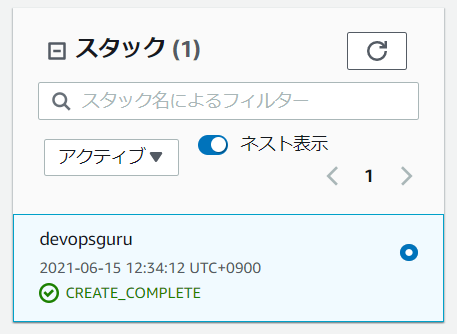 スタック (1)
スタック名によるフィルター
アクティブ
ネスト表示
1
devopsguru
2021-06-15 12:34:12 UTC+0900
CREATE_COMPLETE